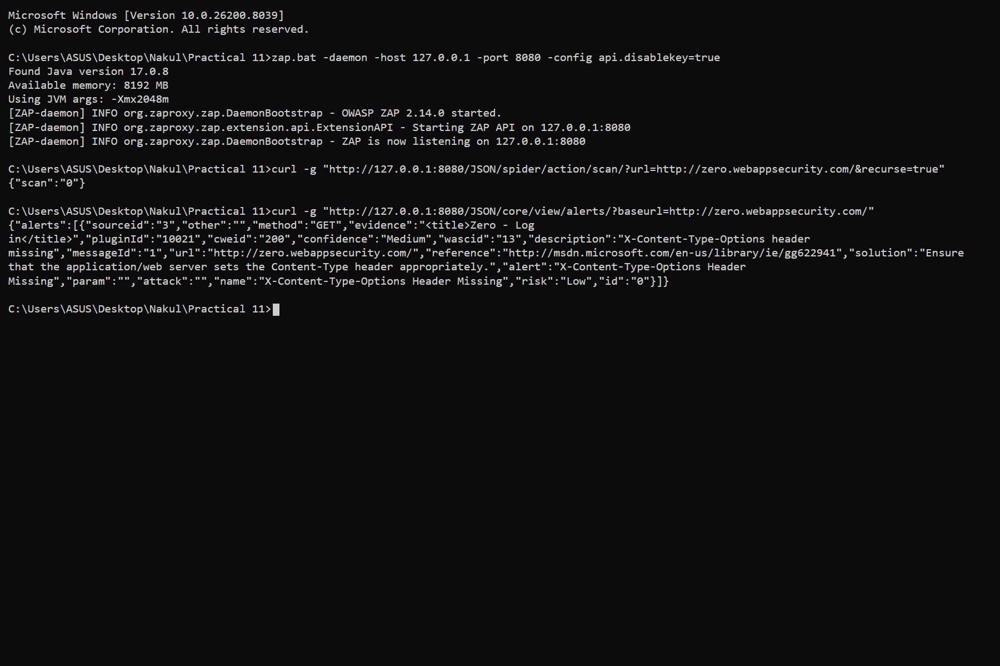 Microsoft Windows [Version 10.0.26200.8039]
(c) Microsoft Corporation. All rights reserved.
C:\Users\ASUS\Desktop\Nakul\Practical 11>zap.bat -daemon -host 127.0.0.1 -port 8080 -config api.disablekey=true
Found Java version 17.0.8
Available memory: 8192 MB
Using JVM args: -Xmx2048m
[ZAP-daemon] INFO org.zaproxy.zap.DaemonBootstrap - OWASP ZAP 2.14.0 started.
[ZAP-daemon] INFO org.zaproxy.zap.extension.api.ExtensionAPI - Starting ZAP API on 127.0.0.1:8080
[ZAP-daemon] INFO org.zaproxy.zap.DaemonBootstrap - ZAP is now listening on 127.0.0.1:8080
C:\Users\ASUS\Desktop\Nakul\Practical 11>curl -g "http://127.0.0.1:8080/JSON/spider/action/scan/?url=http://zero.webappsecurity.com/&recurse=true"
{"scan":"0"}
C:\Users\ASUS\Desktop\Nakul\Practical 11>curl -g "http://127.0.0.1:8080/JSON/core/view/alerts/?baseurl=http://zero.webappsecurity.com/"
{"alerts":[{"sourceid":"3","other":"","method":"GET","evidence":"<title>Zero - Log
in</title>","pluginId":"10021","cweid":"200","confidence":"Medium","wascid":"13","description":"X-Content-Type-Options header
missing","messageId":"1","url":"http://zero.webappsecurity.com/","reference":"http://msdn.microsoft.com/en-us/library/ie/gg622941","solution":"Ensure
that the application/web server sets the Content-Type header appropriately.","alert":"X-Content-Type-Options Header
Missing","param":"","attack":"","name":"X-Content-Type-Options Header Missing","risk":"Low","id":"0"}]}
C:\Users\ASUS\Desktop\Nakul\Practical 11>